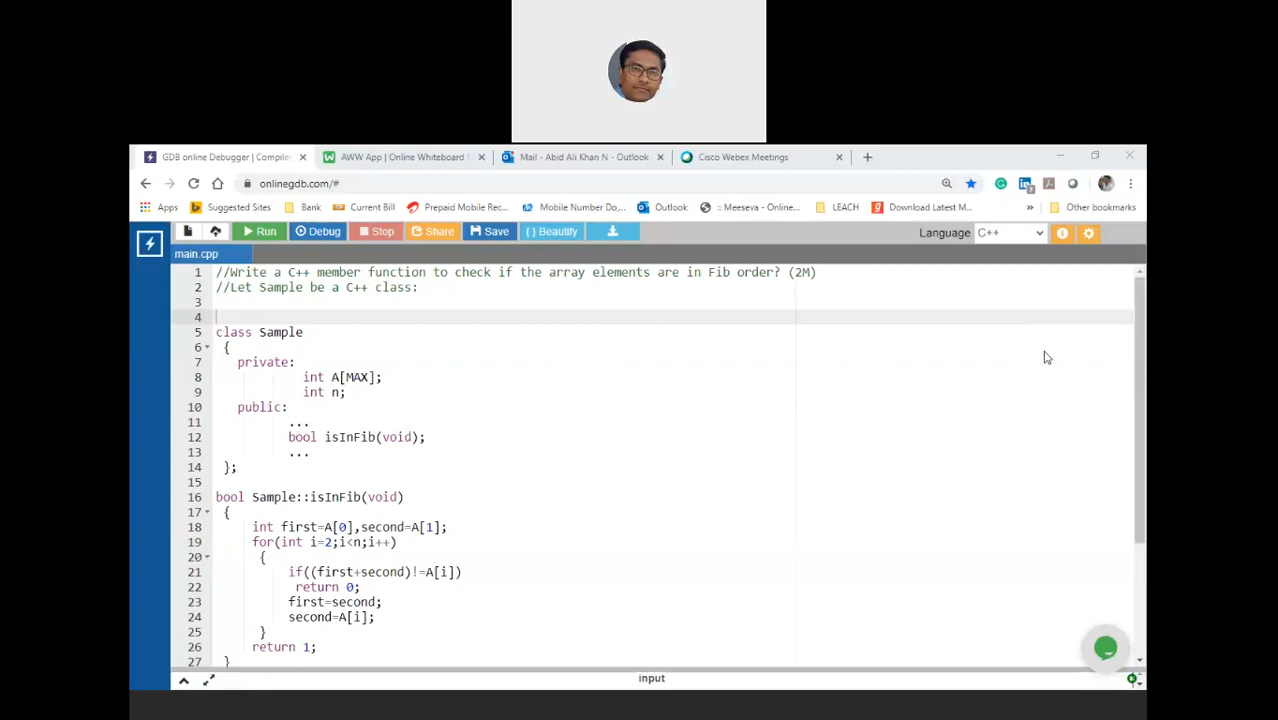 GDB online Debugger | Compiler
AWW App | Online Whiteboard
Mail - Abid Ali Khan N - Outlook
Cisco Webex Meetings
onlinegdb.com/#
Apps
Suggested Sites
Bank
Current Bill
Prepaid Mobile Rec...
Mobile Number Do,...
Outlook
:: Meeseva - Online...
LEACH
Download Latest M...
»
Other bookmarks
Run
Debug
Stop
Share
Save
{ } Beautify
Language C++
main.cpp
1 //Write a C++ member function to check if the array elements are in Fib order? (2M)
2 //Let Sample be a C++ class:
3
4
5 class Sample
6 {
7 private:
8 int A[MAX];
9 int n;
10 public:
11 ...
12 bool isInFib(void);
13 ...
14 };
15
16 bool Sample::isInFib(void)
17 {
18 int first=A[0],second=A[1];
19 for(int i=2;i<n;i++)
20 {
21 if((first+second)!=A[i])
22 return 0;
23 first=second;
24 second=A[i];
25 }
26 return 1;
27 }
input